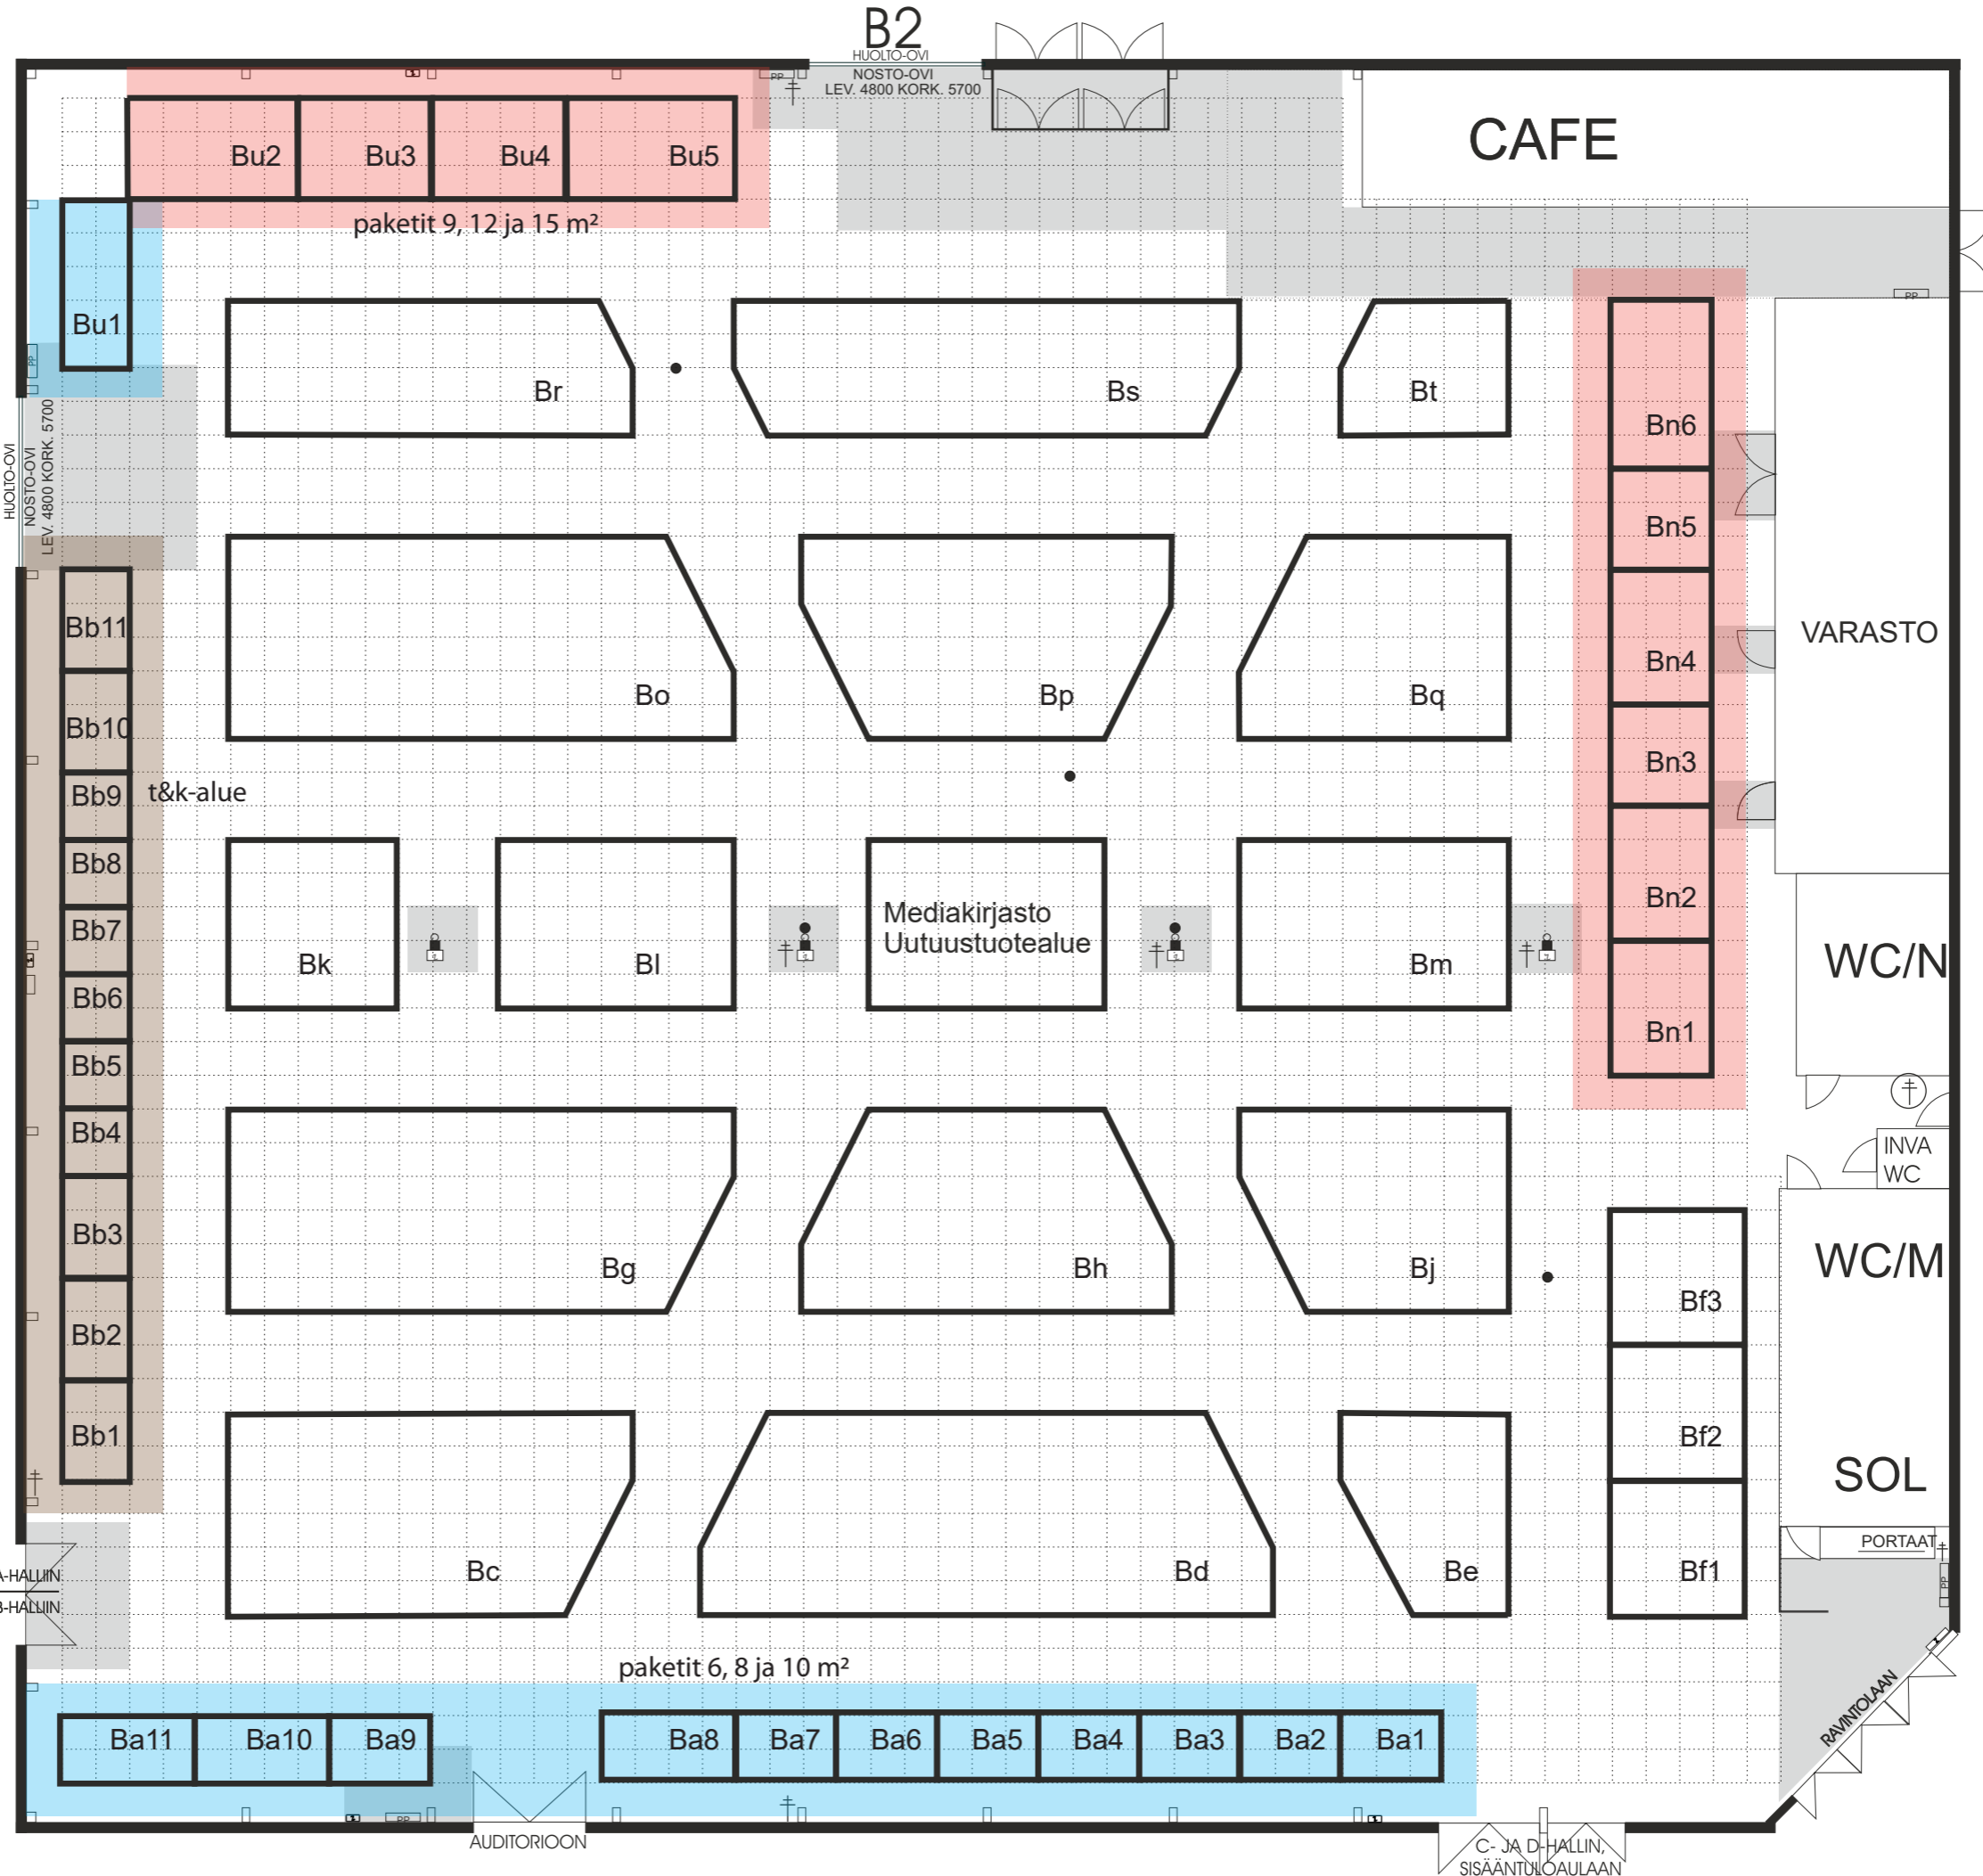 B2
HUOLTO-OVI
NOSTO-OVI
LEV. 4800 KORK. 5700
PP
CAFE
Bu2
Bu3
Bu4
Bu5
paketit 9, 12 ja 15 m²
Bu1
PP
PP
Br
Bs
Bt
Bn6
HUOLTO-OVI
NOSTO-OVI
LEV. 4800 KORK. 5700
Bn5
Bb11
VARASTO
Bn4
Bo
Bp
Bq
Bb10
Bn3
Bb9
t&k-alue
Bb8
Bn2
Mediakirjasto
Uutuustuotealue
Bb7
Bk
Bl
Bm
WC/N
Bb6
Bn1
Bb5
Bb4
INVA
WC
Bb3
Bg
Bh
Bj
WC/M
Bf3
Bb2
Bb1
Bf2
SOL
PORTAAT
A-HALLIIN
B-HALLIIN
Bc
Bd
Be
Bf1
PP
paketit 6, 8 ja 10 m²
RAVINTOLAAN
Ba11
Ba10
Ba9
Ba8
Ba7
Ba6
Ba5
Ba4
Ba3
Ba2
Ba1
PP
AUDITORIOON
C- JA D-HALLIN,
SISÄÄNTULOAULAAN